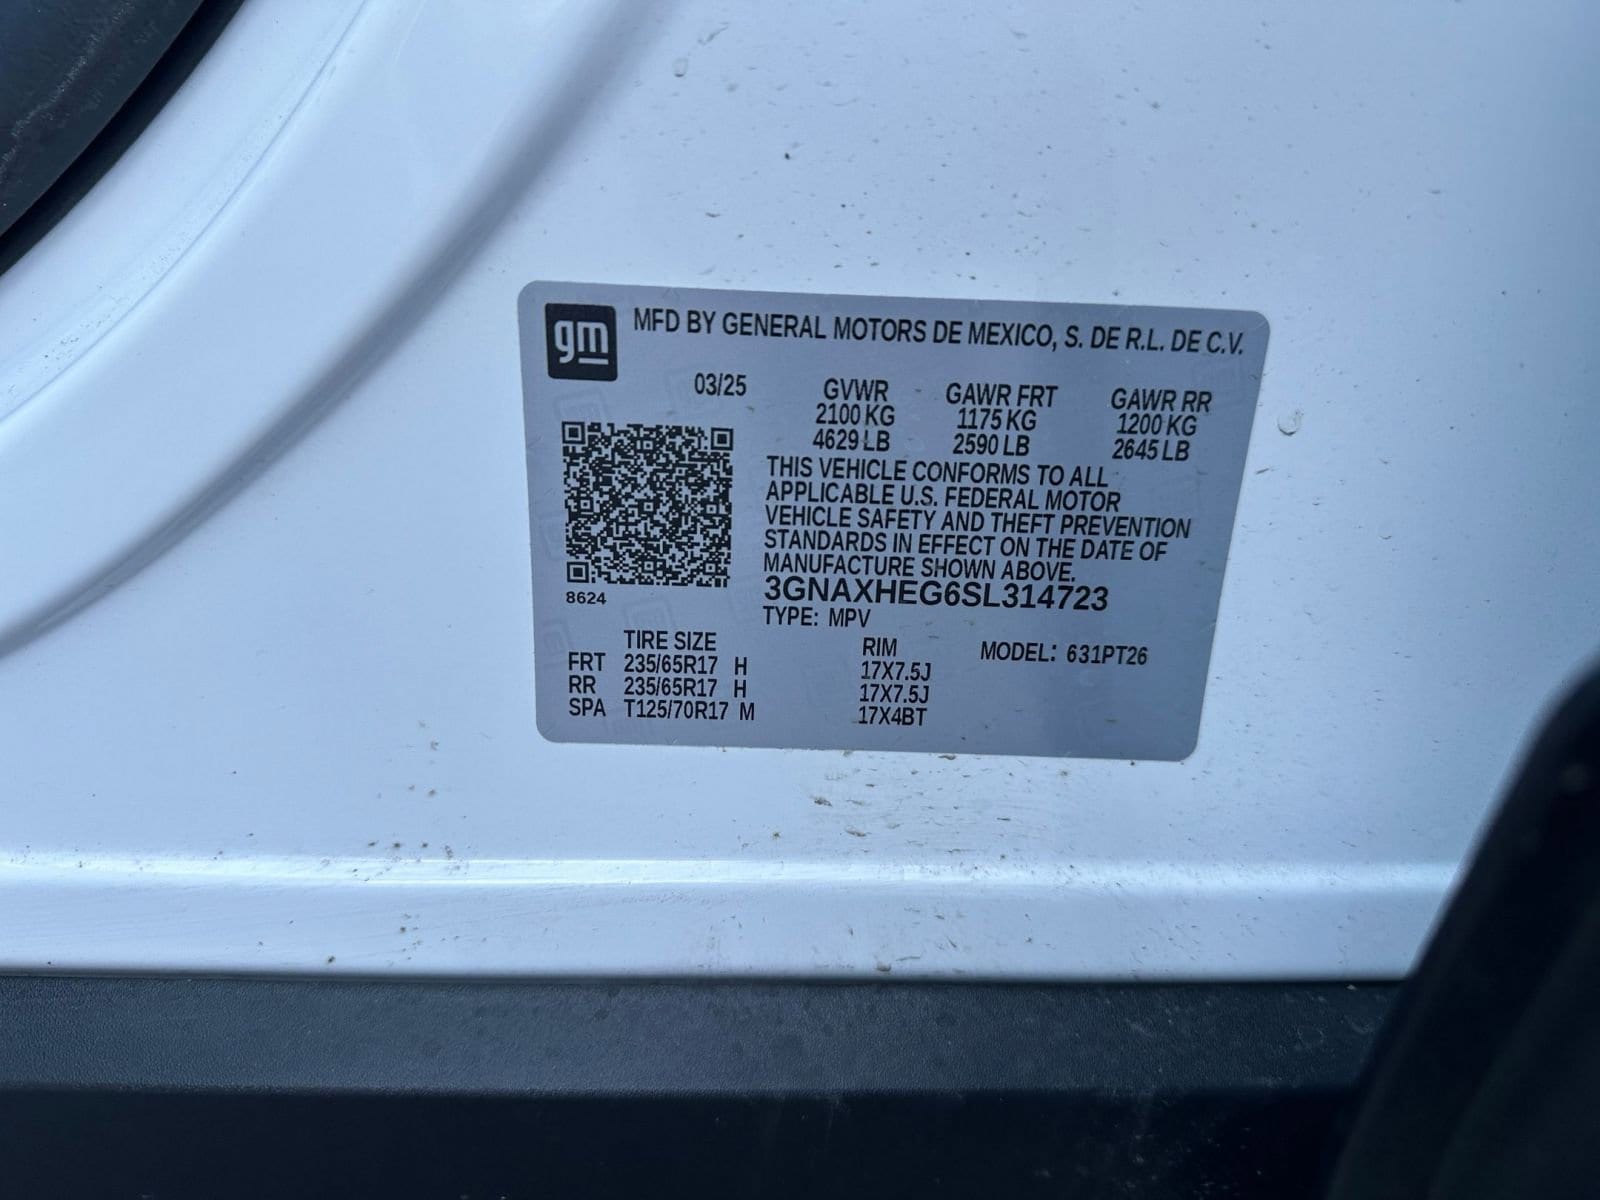 gm
MFD BY GENERAL MOTORS DE MEXICO, S. DE R.L. DE C.V.
03/25 GVWR GAWR FRT GAWR RR
2100 KG 1175 KG 1200 KG
4629 LB 2590 LB 2645 LB
THIS VEHICLE CONFORMS TO ALL
APPLICABLE U.S. FEDERAL MOTOR
VEHICLE SAFETY AND THEFT PREVENTION
STANDARDS IN EFFECT ON THE DATE OF
MANUFACTURE SHOWN ABOVE.
3GNAXHEG6SL314723
8624
TYPE: MPV
TIRE SIZE RIM MODEL: 631PT26
FRT 235/65R17 H 17X7.5J
RR 235/65R17 H 17X7.5J
SPA T125/70R17 M 17X4BT